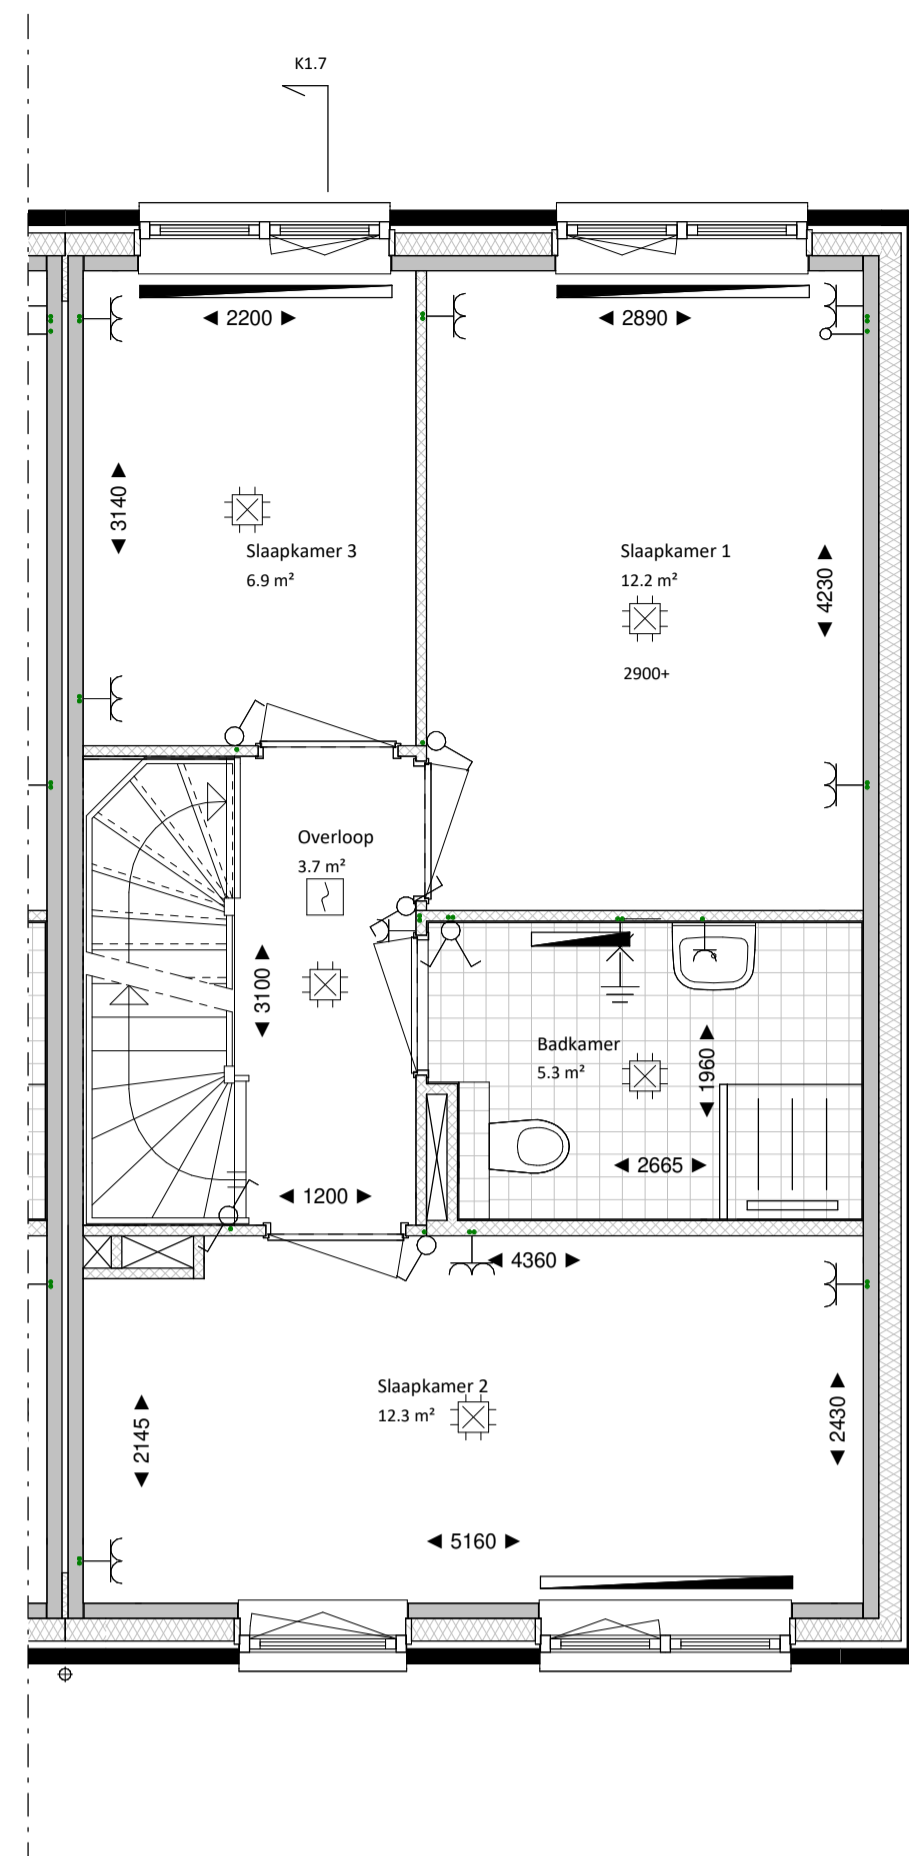 K1.7
2200
2890
3140
Slaapkamer 3
6.9 m²
Slaapkamer 1
12.2 m²
4230
2900+
Overloop
3.7 m²
3100
Badkamer
5.3 m²
1960
2665
1200
4360
Slaapkamer 2
12.3 m²
2145
2430
5160